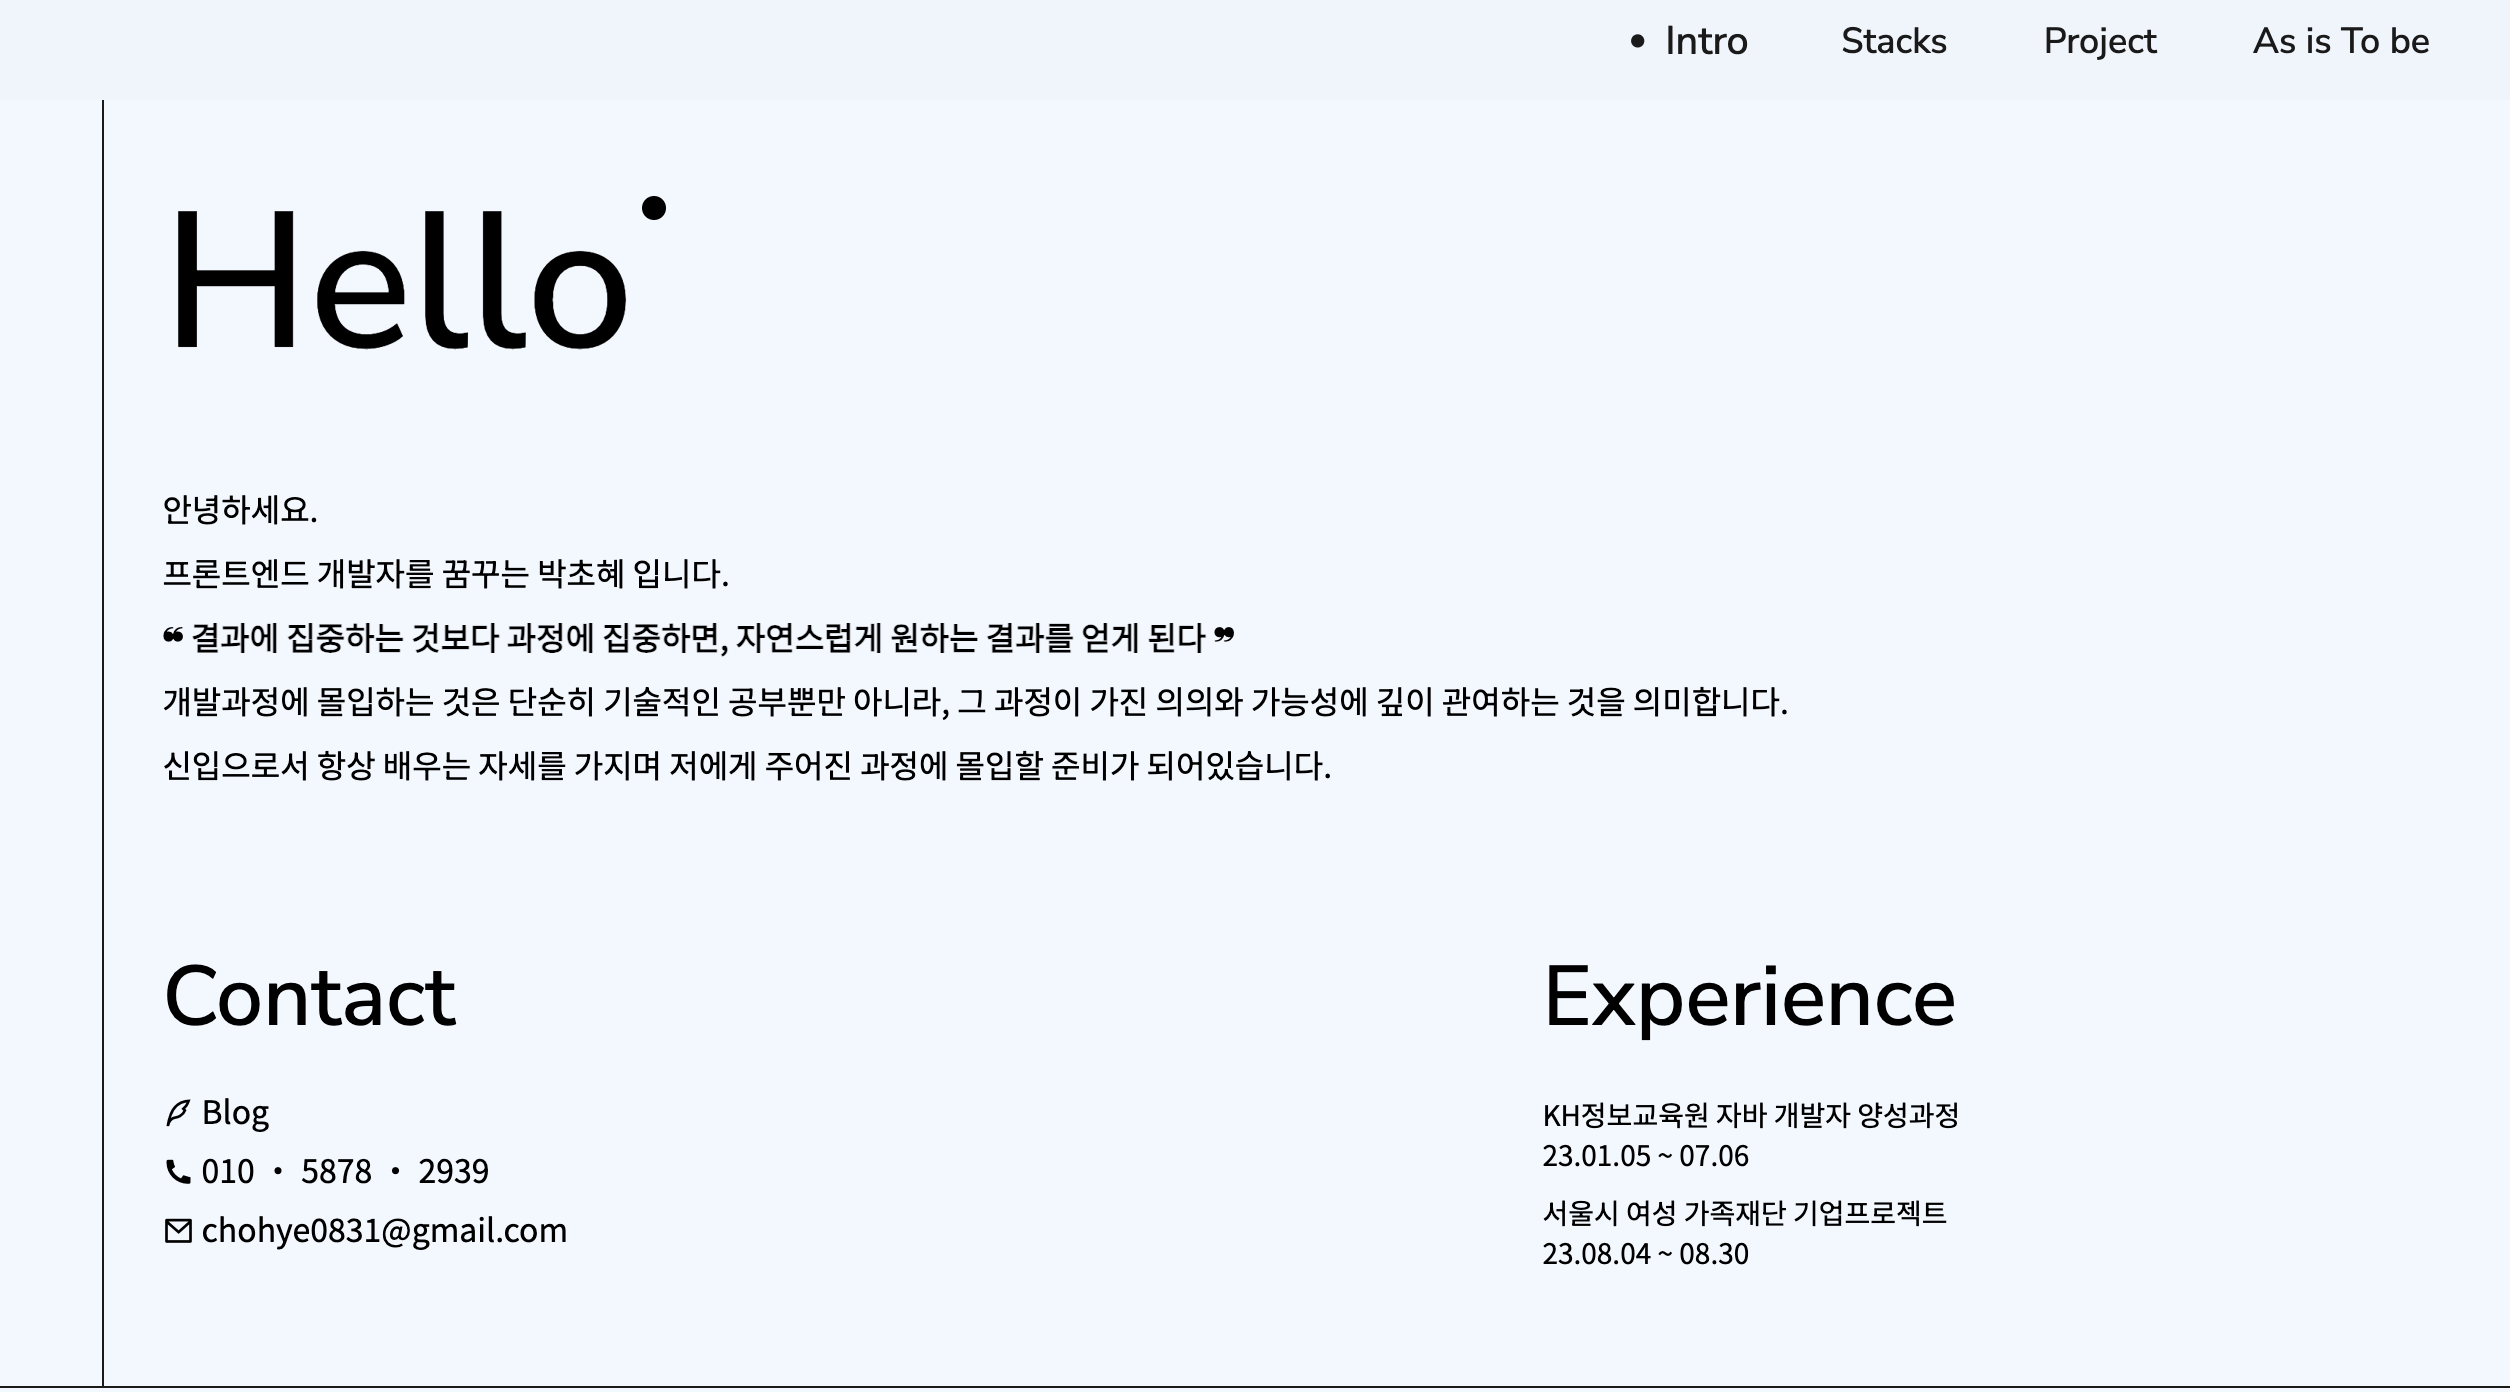 • Intro Stacks Project As is To be
Hello
안녕하세요.
프론트엔드 개발자를 꿈꾸는 박초혜 입니다.
❝ 결과에 집중하는 것보다 과정에 집중하면, 자연스럽게 원하는 결과를 얻게 된다 ❞
개발과정에 몰입하는 것은 단순히 기술적인 공부뿐만 아니라, 그 과정이 가진 의의와 가능성에 깊이 관여하는 것을 의미합니다.
신입으로서 항상 배우는 자세를 가지며 저에게 주어진 과정에 몰입할 준비가 되어있습니다.
Contact
Blog
010 • 5878 • 2939
chohye0831@gmail.com
Experience
KH정보교육원 자바 개발자 양성과정
23.01.05 ~ 07.06
서울시 여성 가족재단 기업프로젝트
23.08.04 ~ 08.30